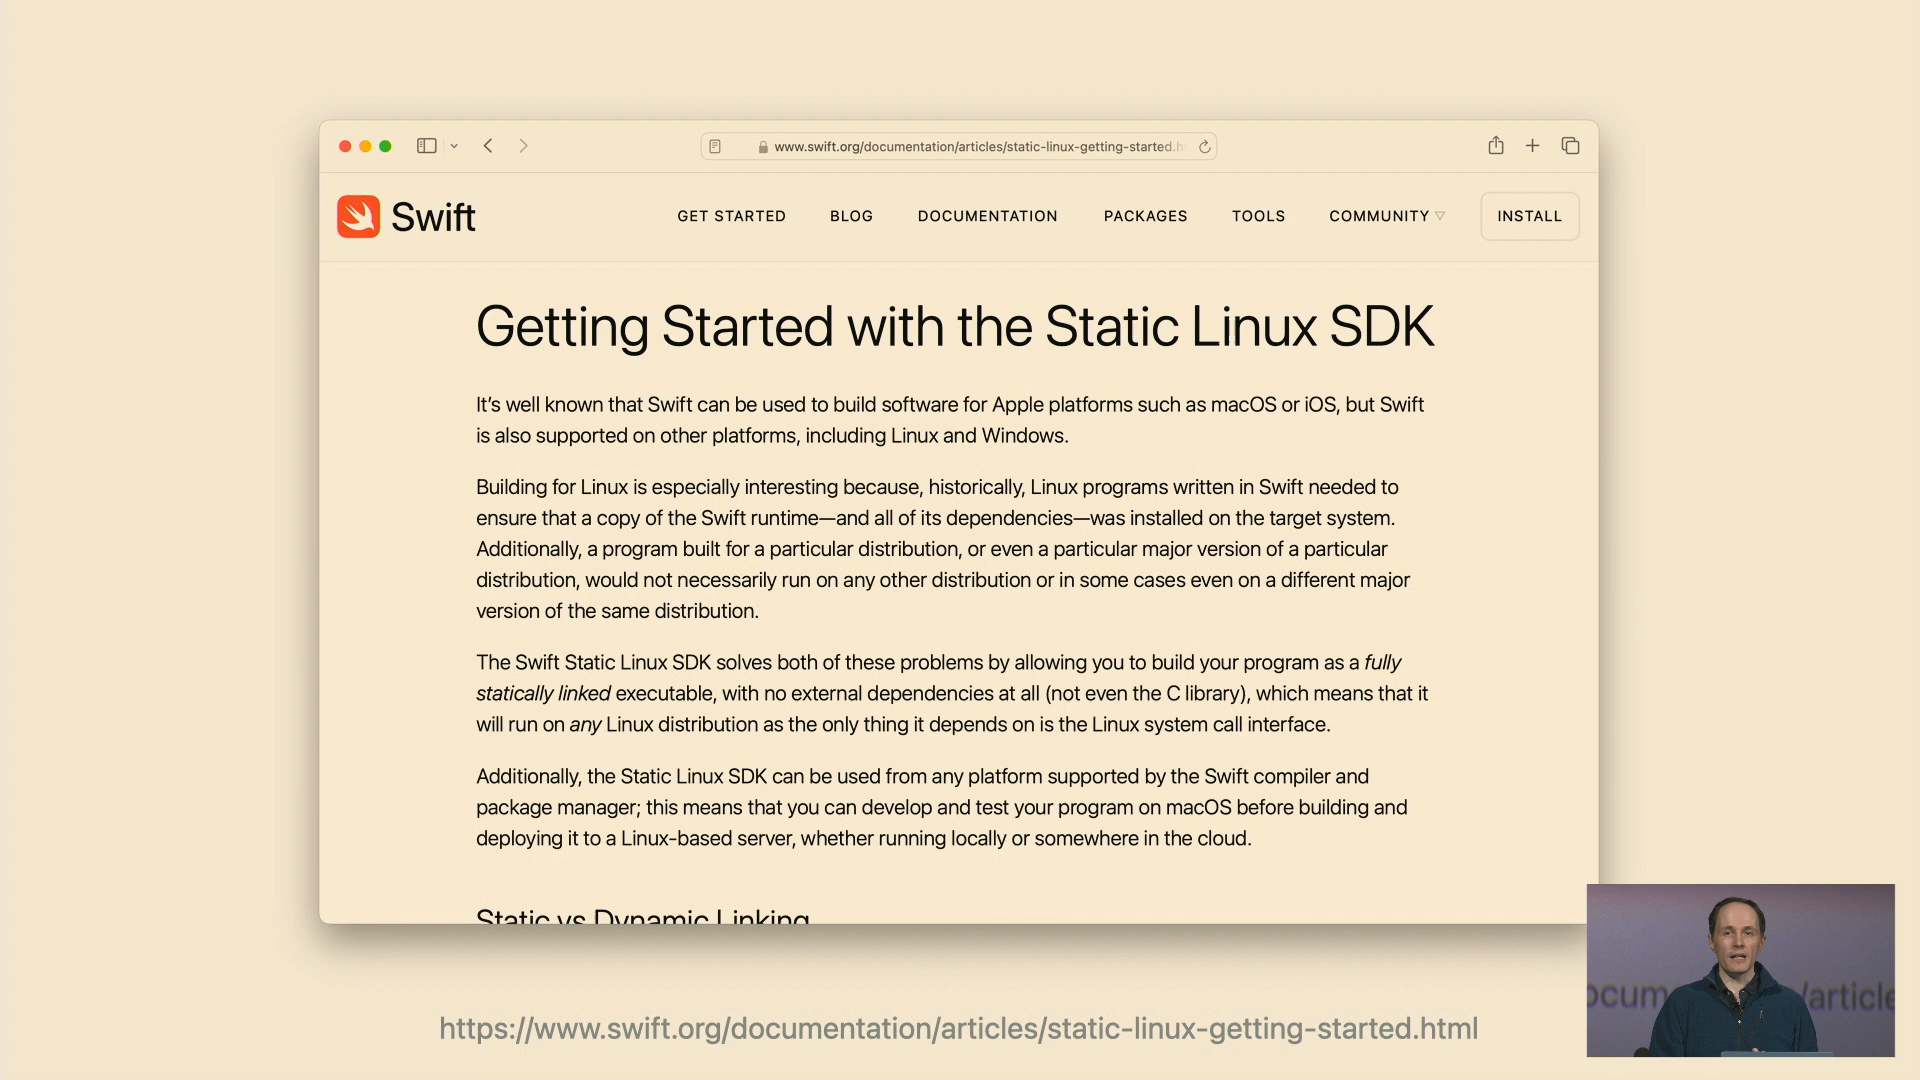 www.swift.org/documentation/articles/static-linux-getting-started.h
Swift
GET STARTED
BLOG
DOCUMENTATION
PACKAGES
TOOLS
COMMUNITY
INSTALL
Getting Started with the Static Linux SDK
It’s well known that Swift can be used to build software for Apple platforms such as macOS or iOS, but Swift
is also supported on other platforms, including Linux and Windows.
Building for Linux is especially interesting because, historically, Linux programs written in Swift needed to
ensure that a copy of the Swift runtime—and all of its dependencies—was installed on the target system.
Additionally, a program built for a particular distribution, or even a particular major version of a particular
distribution, would not necessarily run on any other distribution or in some cases even on a different major
version of the same distribution.
The Swift Static Linux SDK solves both of these problems by allowing you to build your program as a fully
statically linked executable, with no external dependencies at all (not even the C library), which means that it
will run on any Linux distribution as the only thing it depends on is the Linux system call interface.
Additionally, the Static Linux SDK can be used from any platform supported by the Swift compiler and
package manager; this means that you can develop and test your program on macOS before building and
deploying it to a Linux-based server, whether running locally or somewhere in the cloud.
Static vs Dynamic Linking
ocum /article
https://www.swift.org/documentation/articles/static-linux-getting-started.html